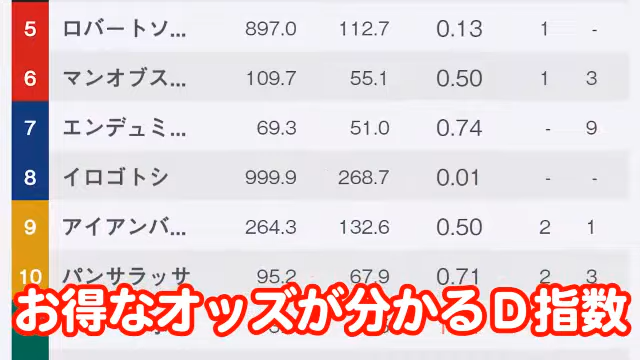 5 ロバートソ... 897.0 112.7 0.13 1 -
6 マンオブス... 109.7 55.1 0.50 1 3
7 エンデュミ... 69.3 51.0 0.74 - 9
8 イロゴトシ 999.9 268.7 0.01 - -
9 アイアンバ... 264.3 132.6 0.50 2 1
10 パンサラッサ 95.2 67.9 0.71 2 3
お得なオッズが分かるD指数